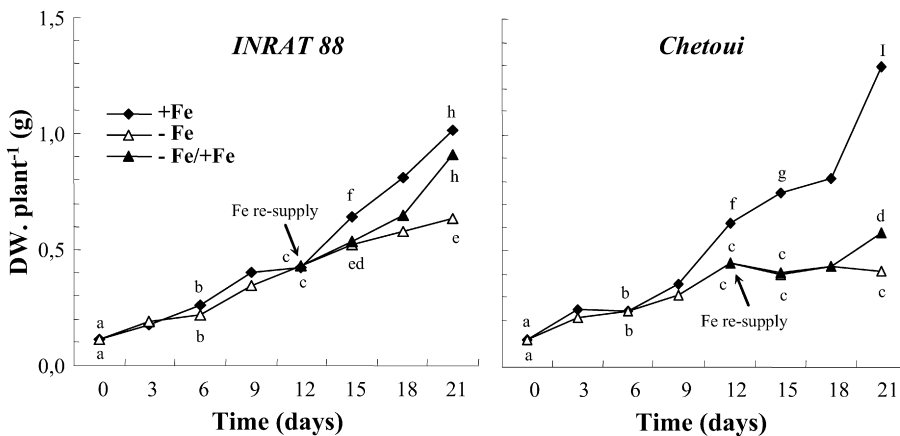 INRAT 88
Chetoui
1,5
1,0
0,5
0,0
DW. plant-1 (g)
+Fe
- Fe
- Fe/+Fe
Fe re-supply
a
a
b
b
c
c
f
ed
h
h
e
0 3 6 9 12 15 18 21
Time (days)
a
a
b
b
f
c
c
g
c
c
I
d
c
Fe re-supply
0 3 6 9 12 15 18 21
Time (days)